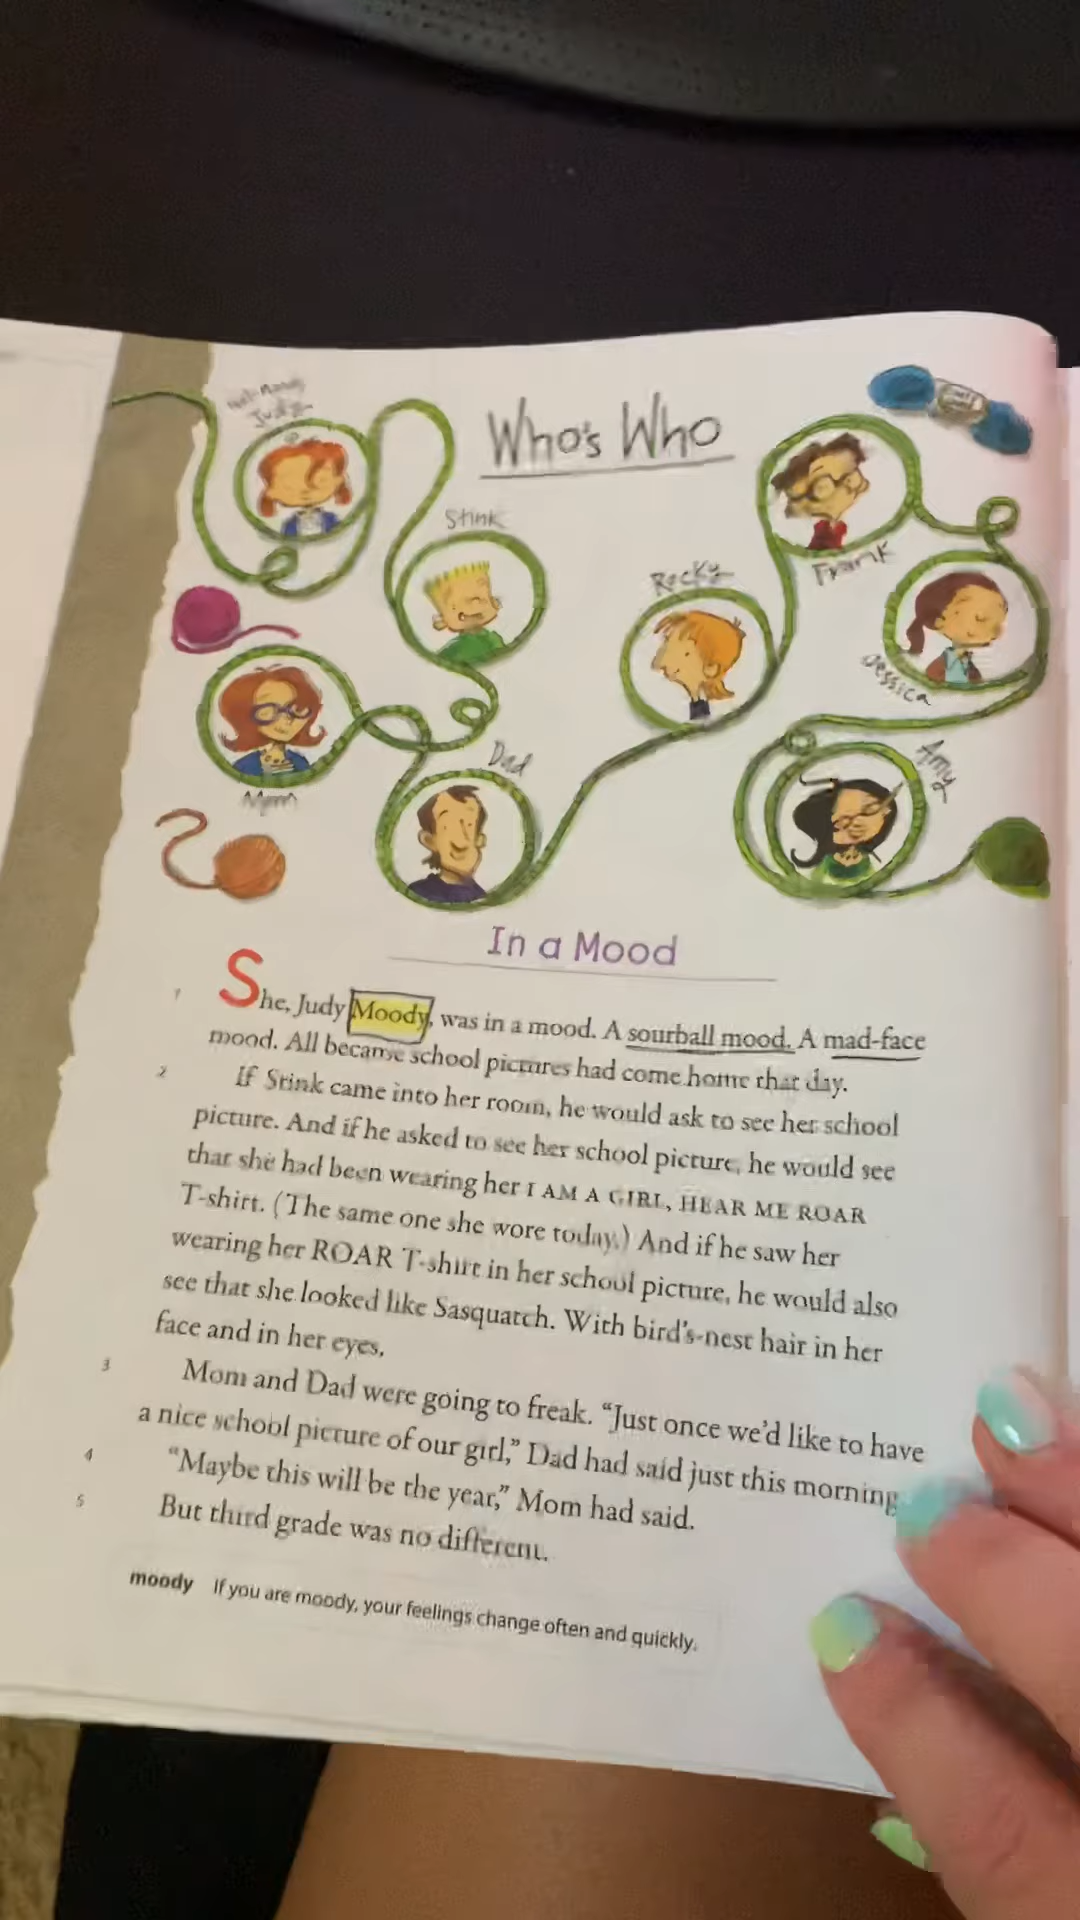 Not-Moody
Judy
Who's Who
Stink
Rocky
Frank
Jessica
Mom
Dad
Amy
In a Mood
1 She, Judy Moody, was in a mood. A sourball mood. A mad-face
mood. All because school pictures had come home that day.
2 If Stink came into her room, he would ask to see her school
picture. And if he asked to see her school picture, he would see
that she had been wearing her I AM A GIRL, HEAR ME ROAR
T-shirt. (The same one she wore today.) And if he saw her
wearing her ROAR T-shirt in her school picture, he would also
see that she looked like Sasquatch. With bird's-nest hair in her
face and in her eyes.
3 Mom and Dad were going to freak. “Just once we'd like to have
a nice school picture of our girl,” Dad had said just this morning
4 “Maybe this will be the year,” Mom had said.
5 But third grade was no different.
moody If you are moody, your feelings change often and quickly.